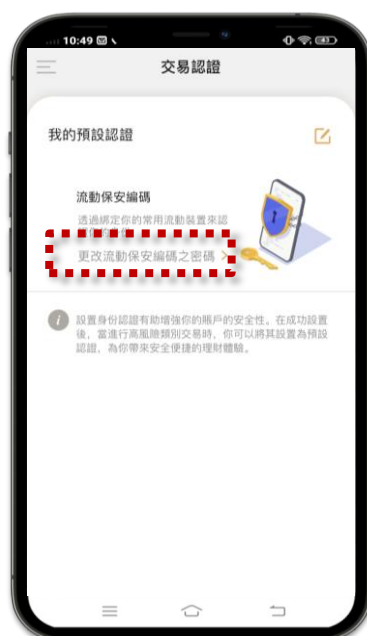 10:49
交易認證
我的預設認證
流動保安編碼
透過綁定你的常用流動裝置來認
更改流動保安編碼之密碼 >
設置身份認證有助增強你的賬戶的安全性。在成功設置
後，當進行高風險類別交易時，你可以將其設置為預設
認證，為你帶來安全便捷的理財體驗。